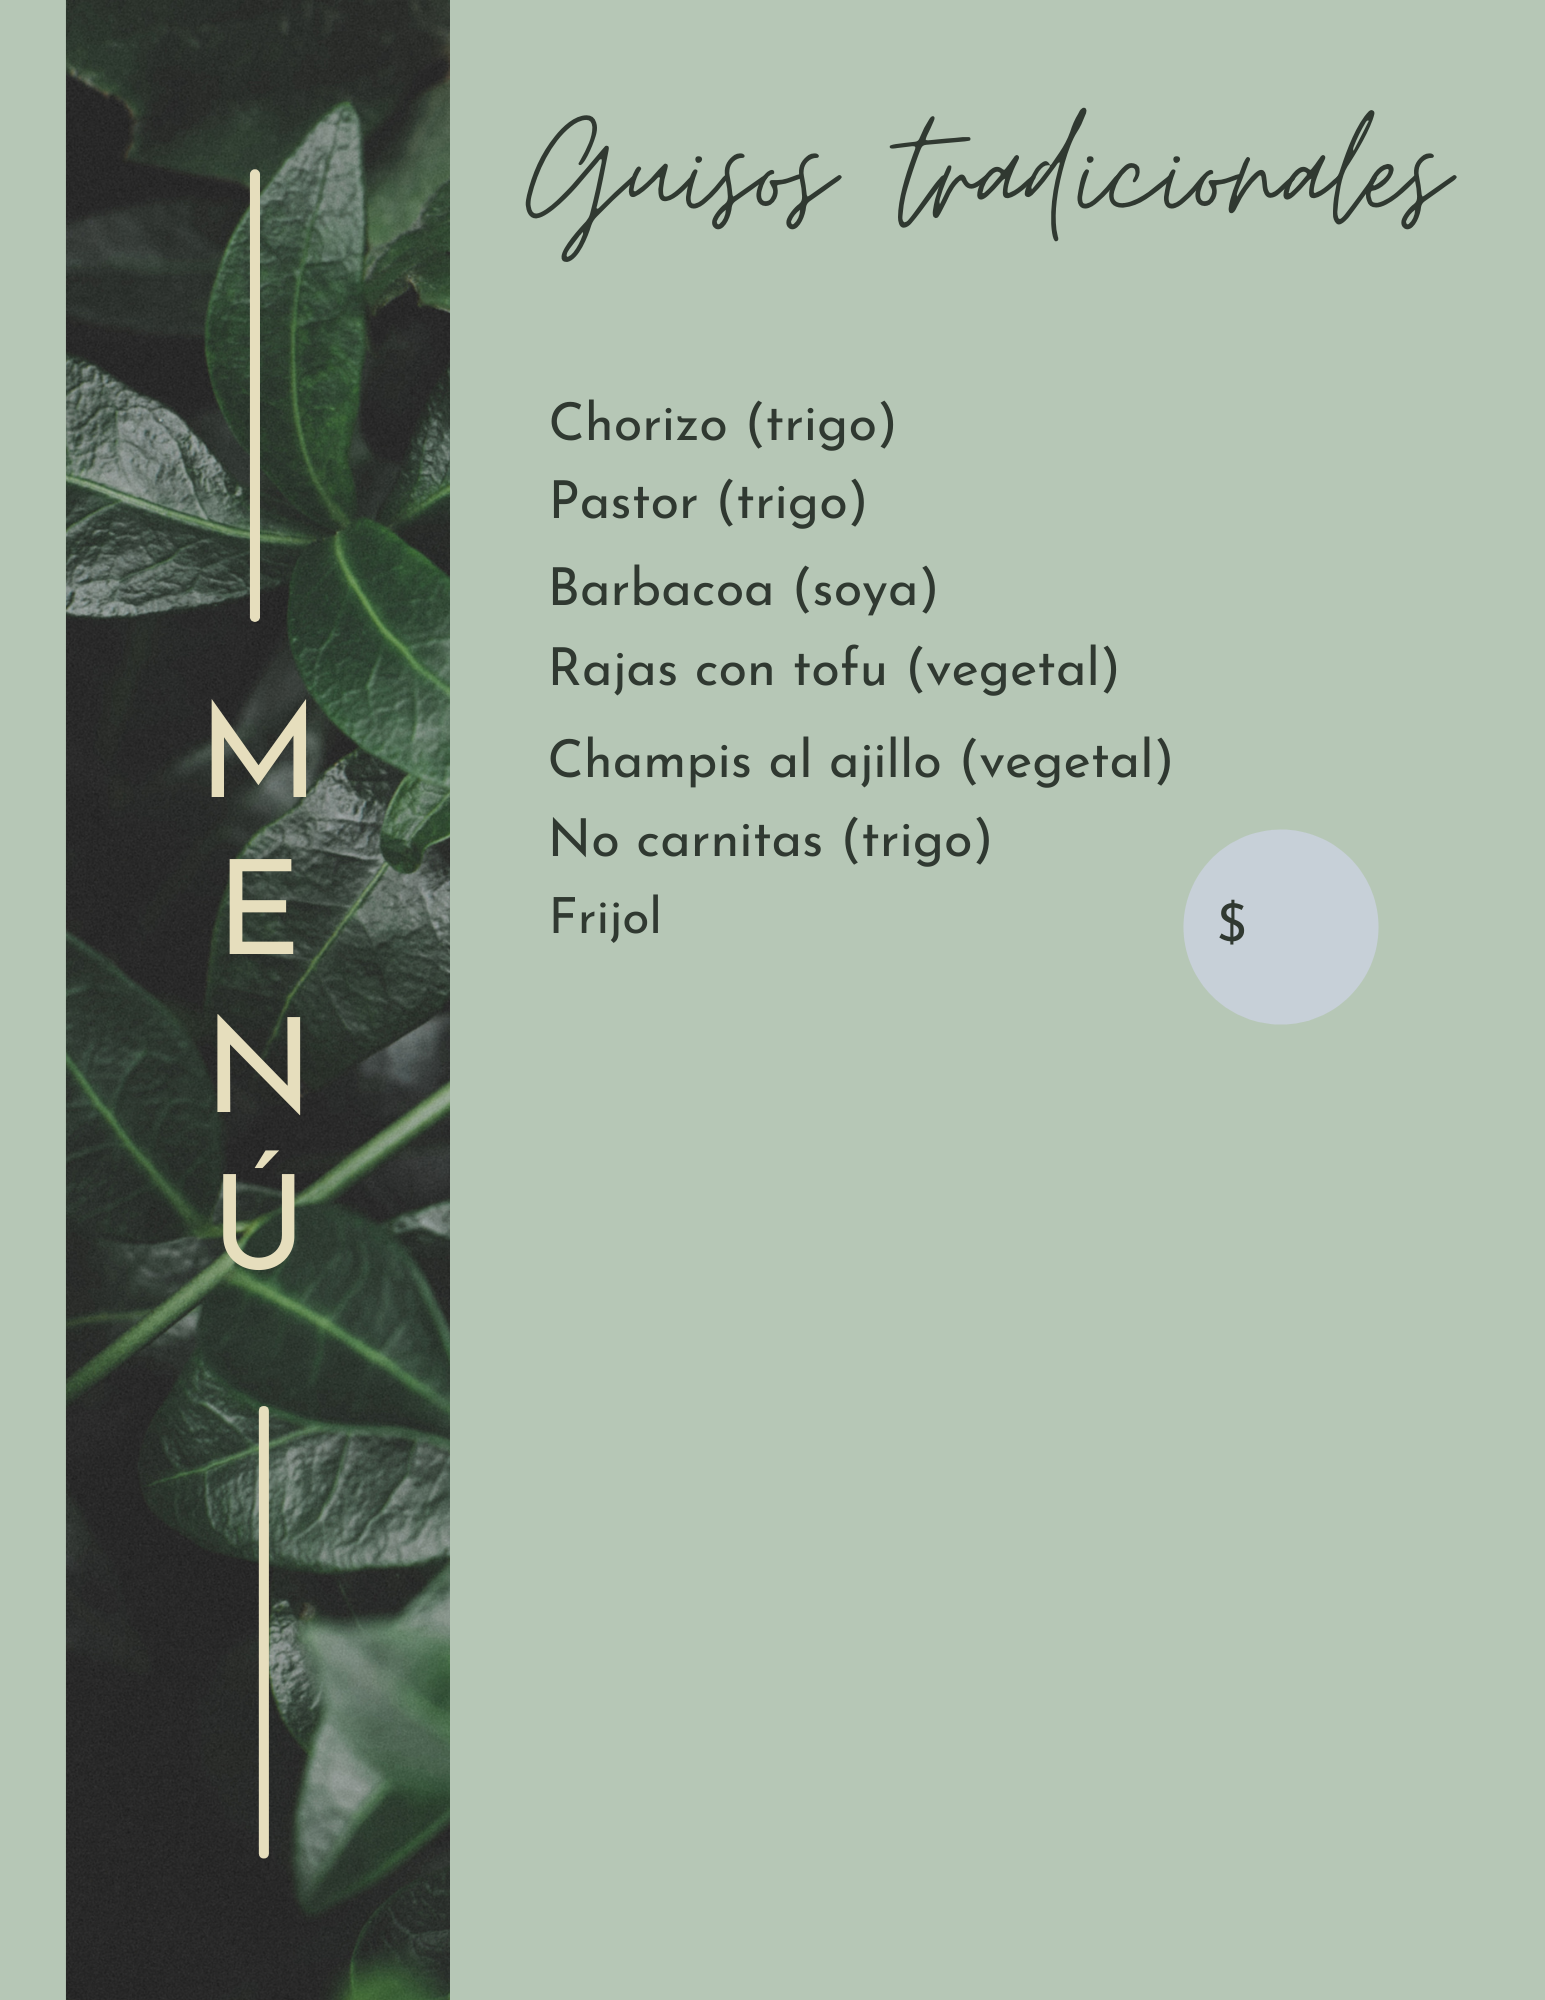 Guisos tradicionales
Chorizo (trigo)
Pastor (trigo)
Barbacoa (soya)
Rajas con tofu (vegetal)
Champis al ajillo (vegetal)
No carnitas (trigo)
Frijol
$
MENÚ